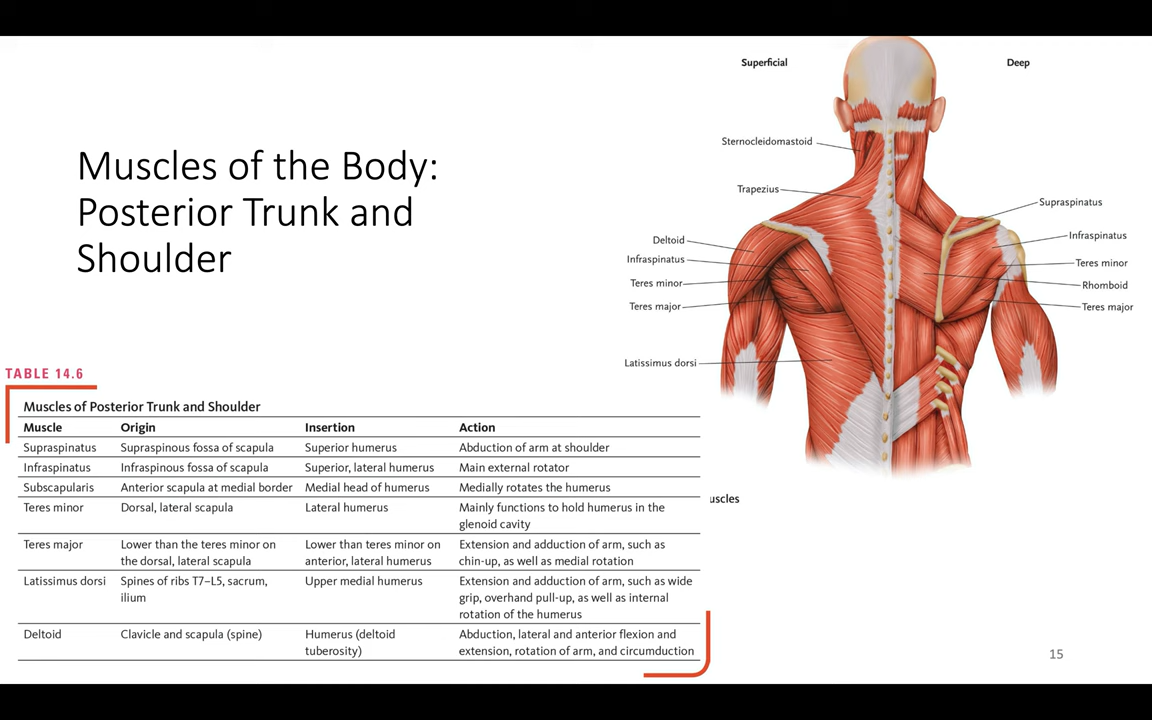 Muscles of the Body:
Posterior Trunk and
Shoulder
Superficial
Deep
Sternocleidomastoid
Trapezius
Deltoid
Infraspinatus
Teres minor
Teres major
Latissimus dorsi
Supraspinatus
Infraspinatus
Teres minor
Rhomboid
Teres major
TABLE 14.6
Muscles of Posterior Trunk and Shoulder
Muscle Origin Insertion Action
Supraspinatus Supraspinous fossa of scapula Superior humerus Abduction of arm at shoulder
Infraspinatus Infraspinous fossa of scapula Superior, lateral humerus Main external rotator
Subscapularis Anterior scapula at medial border Medial head of humerus Medially rotates the humerus
Teres minor Dorsal, lateral scapula Lateral humerus Mainly functions to hold humerus in the
glenoid cavity
Teres major Lower than the teres minor on Lower than teres minor on Extension and adduction of arm, such as
the dorsal, lateral scapula anterior, lateral humerus chin-up, as well as medial rotation
Latissimus dorsi Spines of ribs T7–L5, sacrum, Upper medial humerus Extension and adduction of arm, such as wide
ilium grip, overhand pull-up, as well as internal
rotation of the humerus
Deltoid Clavicle and scapula (spine) Humerus (deltoid Abduction, lateral and anterior flexion and
tuberosity) extension, rotation of arm, and circumduction
uscles
15